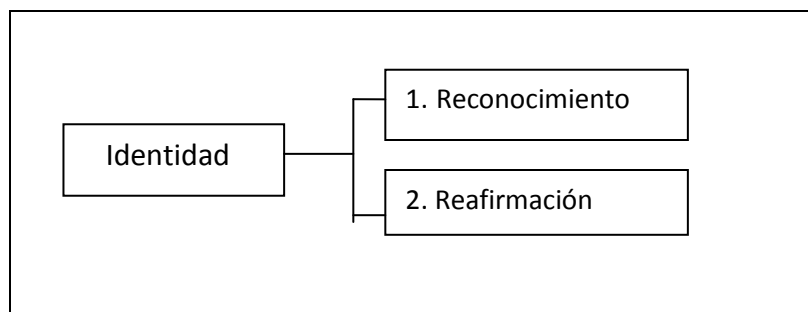 1. Reconocimiento
Identidad
2. Reafirmación